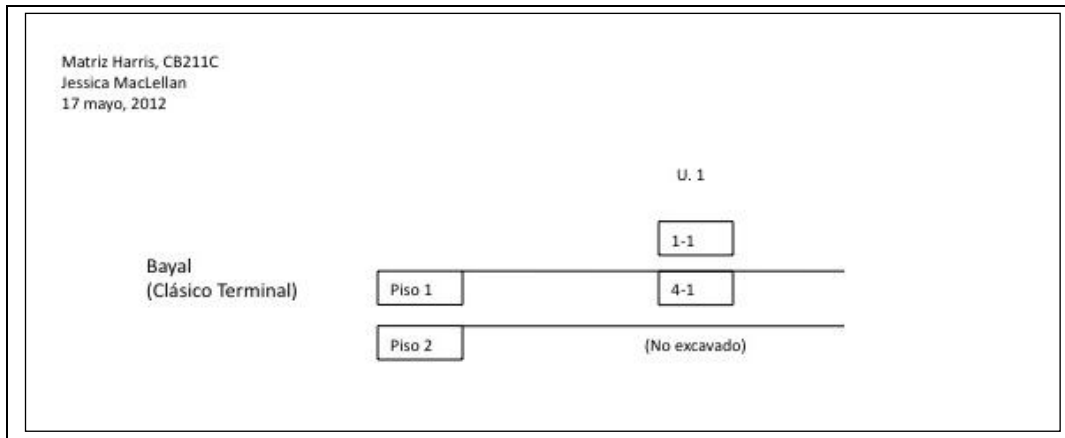 Matriz Harris, CB211C
Jessica MacLellan
17 mayo, 2012
U. 1
1-1
Bayal
(Clásico Terminal)
Piso 1
4-1
Piso 2
(No excavado)